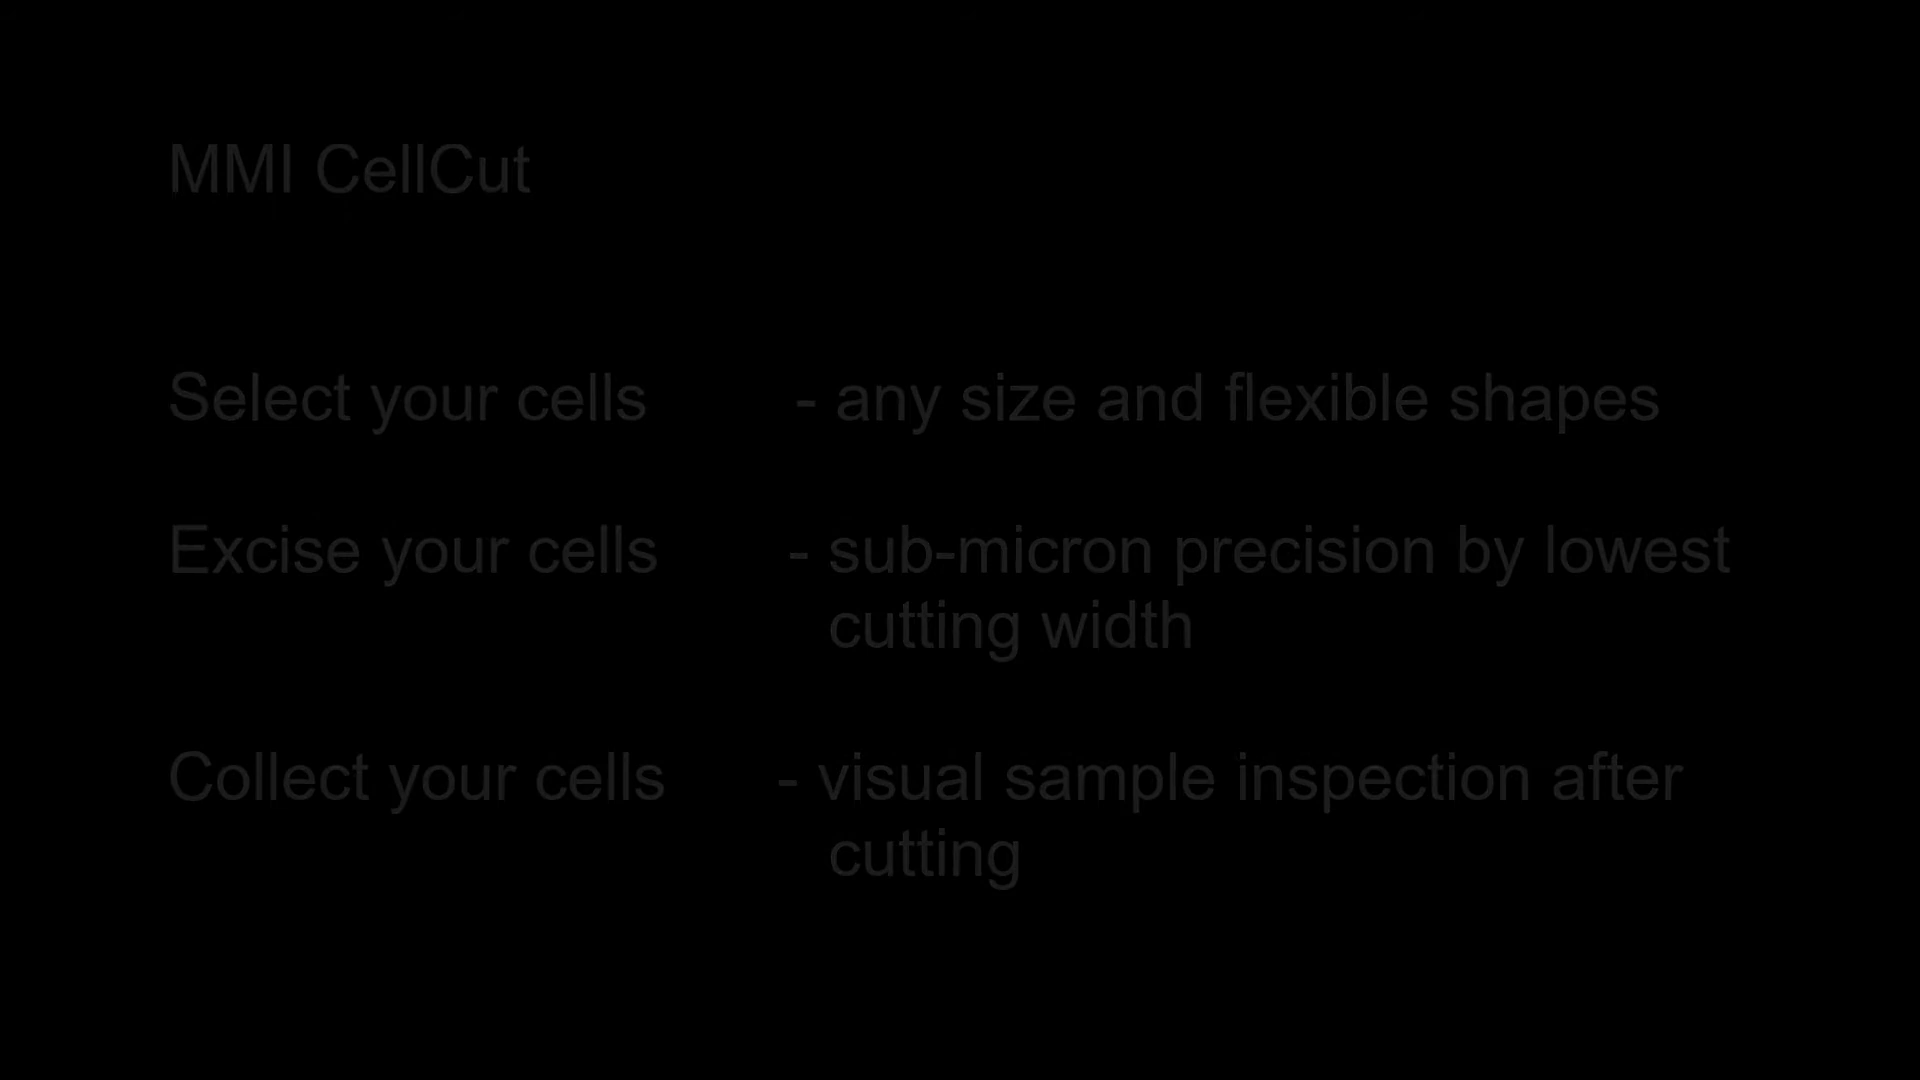 MMI CellCut
Select your cells - any size and flexible shapes
Excise your cells - sub-micron precision by lowest
cutting width
Collect your cells - visual sample inspection after
cutting